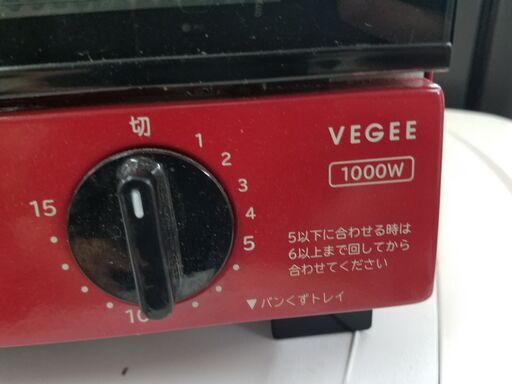 切
1
2
3
4
5
10
15
VEGEE
1000W
5以下に合わせる時は
6以上まで回してから
合わせてください
▼パンくずトレイ